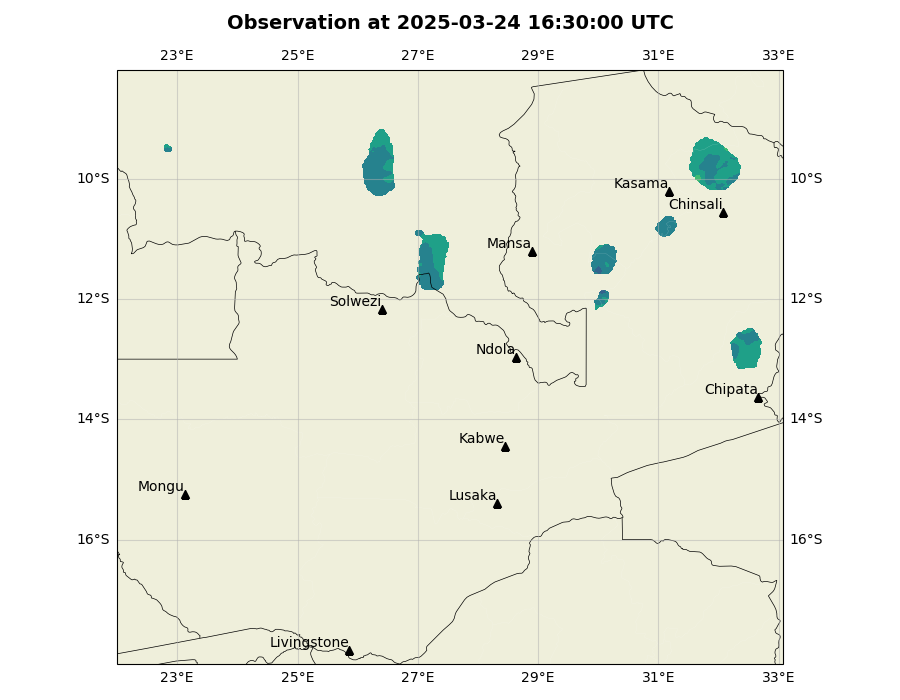 Observation at 2025-03-24 16:30:00 UTC
23°E 25°E 27°E 29°E 31°E 33°E
10°S 10°S
Kasama
Chinsali
Mansa
12°S 12°S
Solwezi
Ndola
Chipata
14°S 14°S
Kabwe
Mongu
Lusaka
16°S 16°S
Livingstone
23°E 25°E 27°E 29°E 31°E 33°E